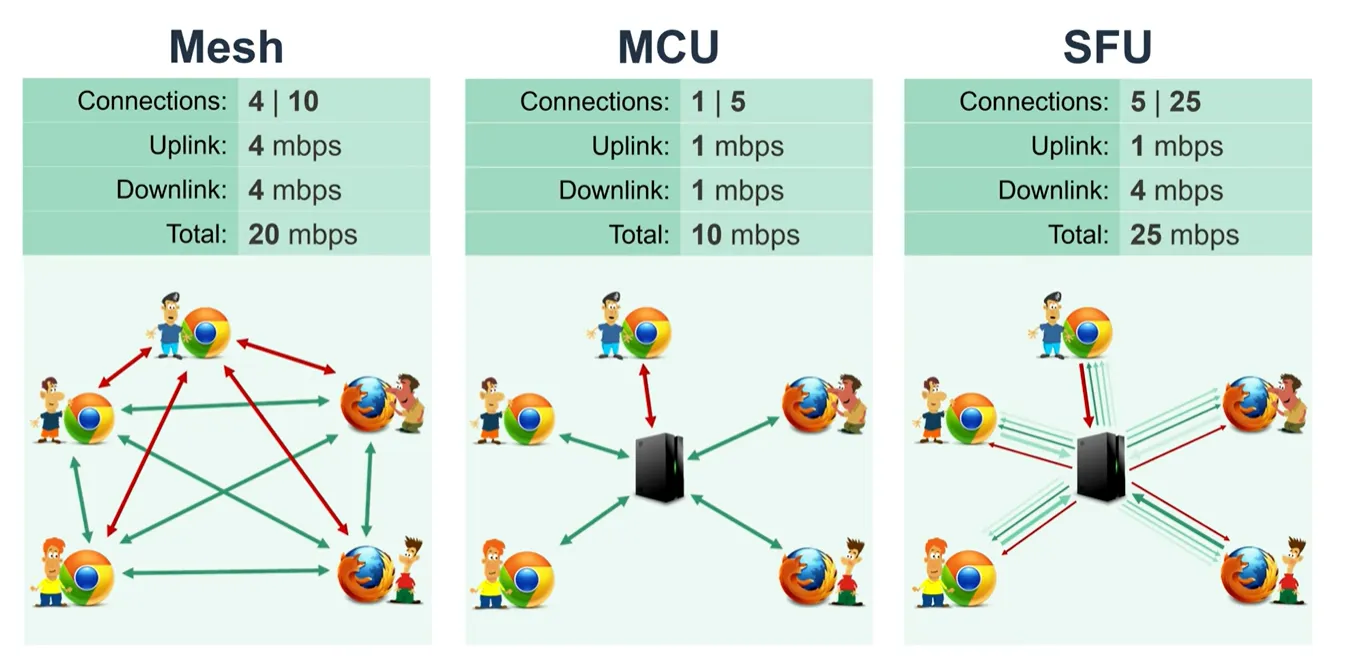 Mesh
Connections: 4 | 10
Uplink: 4 mbps
Downlink: 4 mbps
Total: 20 mbps
MCU
Connections: 1 | 5
Uplink: 1 mbps
Downlink: 1 mbps
Total: 10 mbps
SFU
Connections: 5 | 25
Uplink: 1 mbps
Downlink: 4 mbps
Total: 25 mbps